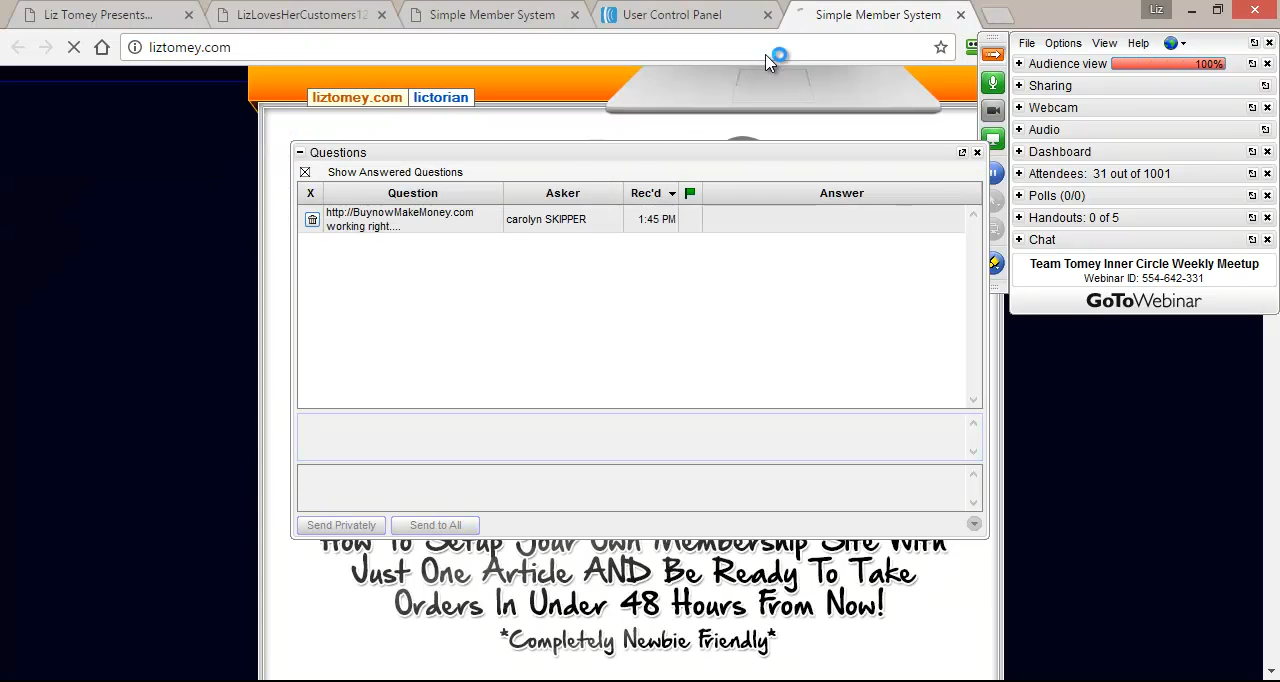 Liz Tomey Presents...
LizLovesHerCustomers12
Simple Member System
User Control Panel
Simple Member System
Liz
liztomey.com
File Options View Help
Audience view 100%
Sharing
Webcam
Audio
Dashboard
Attendees: 31 out of 1001
Polls (0/0)
Handouts: 0 of 5
Chat
Team Tomey Inner Circle Weekly Meetup
Webinar ID: 554-642-331
GoToWebinar
liztomey.com lictorian
Questions
Show Answered Questions
X Question Asker Rec'd Answer
http://BuynowMakeMoney.com
working right....
carolyn SKIPPER 1:45 PM
Send Privately Send to All
How To Setup Your Own Membership Site With
Just One Article AND Be Ready To Take
Orders In Under 48 Hours From Now!
*Completely Newbie Friendly*